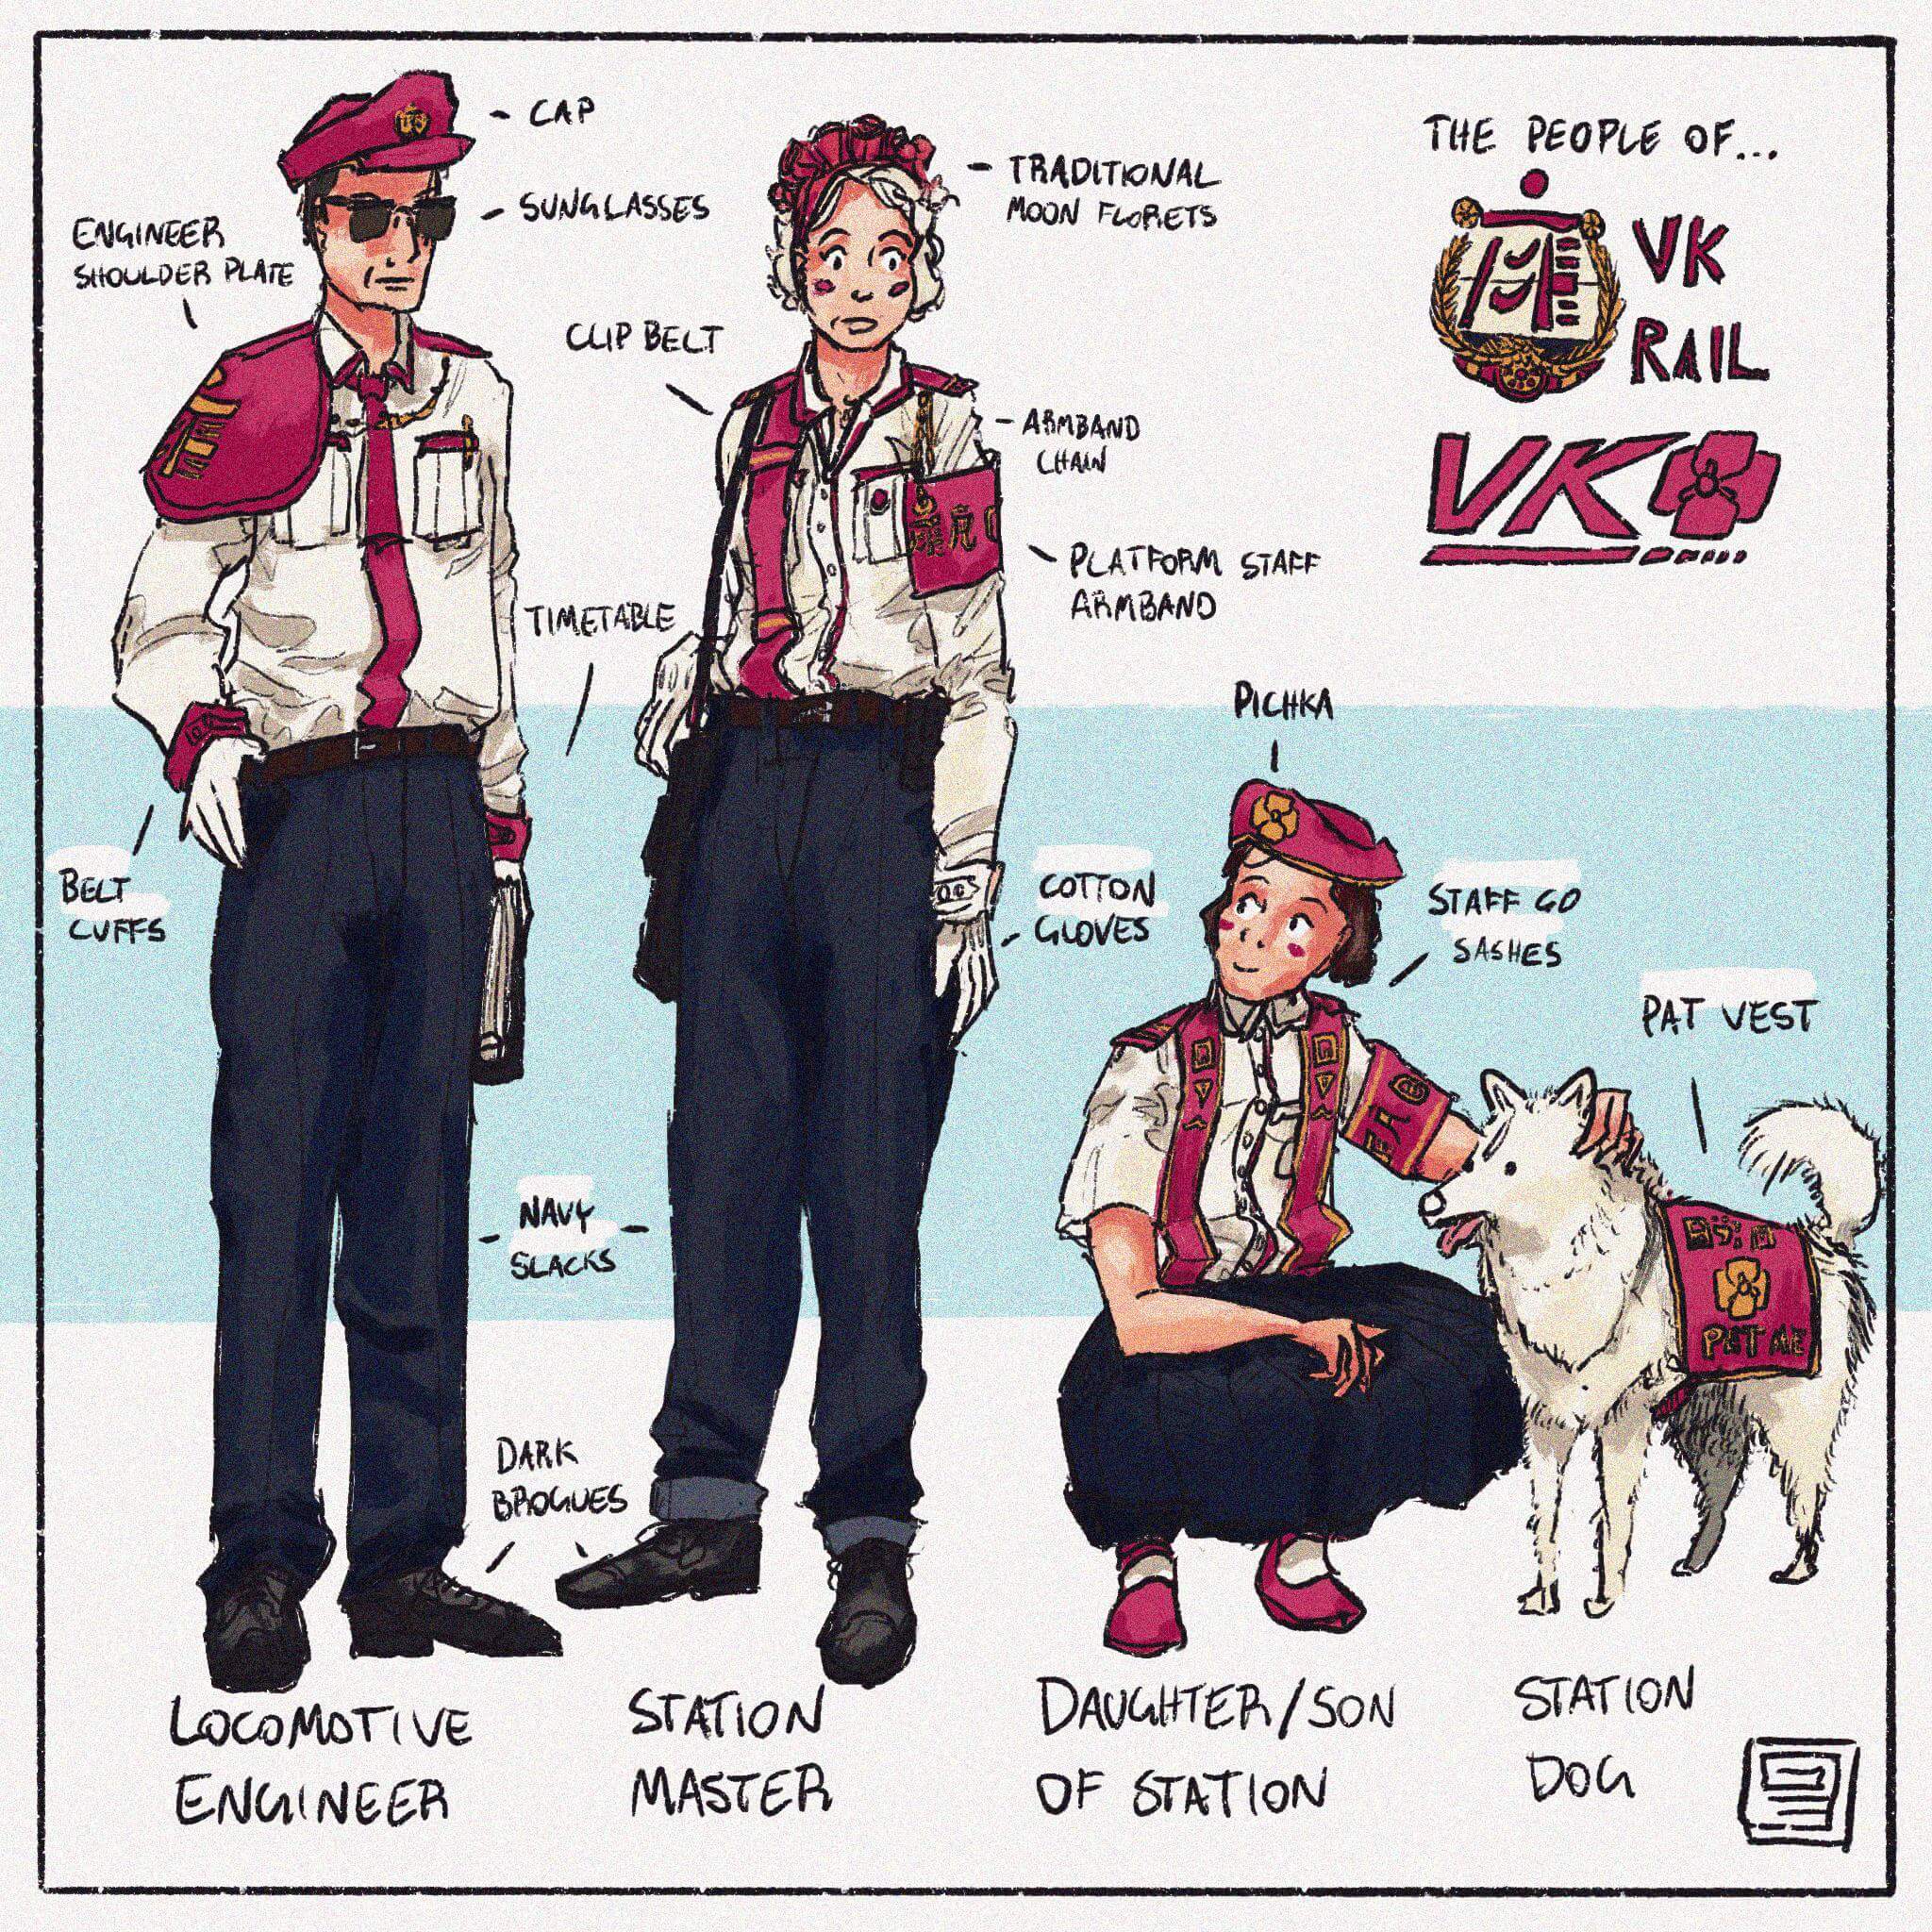 THE PEOPLE OF...
VK
RAIL
VK
CAP
SUNGLASSES
ENGINEER
SHOULDER PLATE
TRADITIONAL
MOON FLORETS
CLIP BELT
ARMBAND
CHAIN
PLATFORM STAFF
ARMBAND
TIMETABLE
PICHKA
BELT
CUFFS
COTTON
GLOVES
STAFF GO
SASHES
PAT VEST
NAVY
SLACKS
PET ME
DARK
BROGUES
LOCOMOTIVE
ENGINEER
STATION
MASTER
DAUGHTER/SON
OF STATION
STATION
DOG